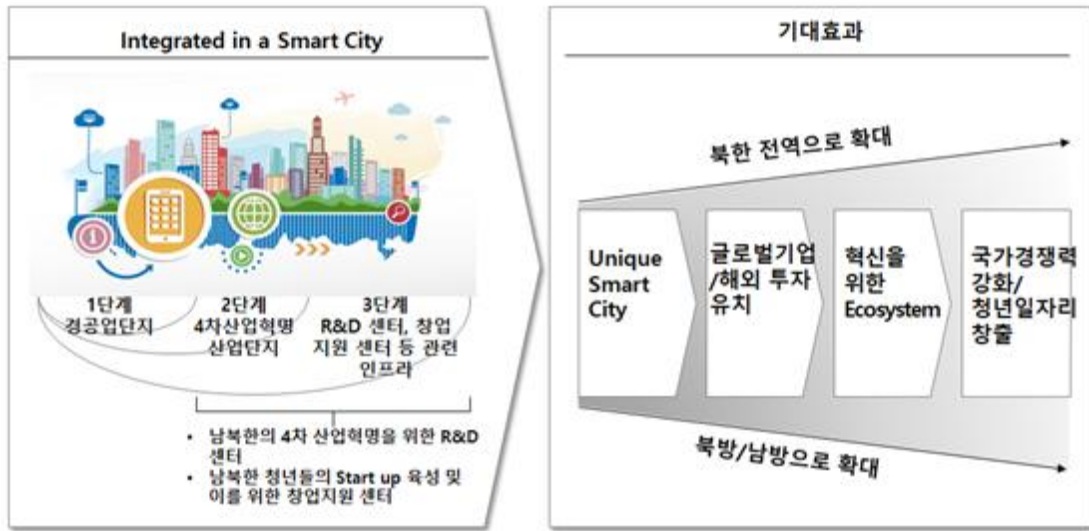 Integrated in a Smart City
1단계
경공업단지
2단계
4차산업혁명
산업단지
3단계
R&D 센터, 창업
지원 센터 등 관련
인프라
• 남북한의 4차 산업혁명을 위한 R&D
센터
• 남북한 청년들의 Start up 육성 및
이를 위한 창업지원 센터
기대효과
북한 전역으로 확대
Unique
Smart
City
글로벌기업
/해외 투자
유치
혁신을
위한
Ecosystem
국가경쟁력
강화/
청년일자리
창출
북방/남방으로 확대